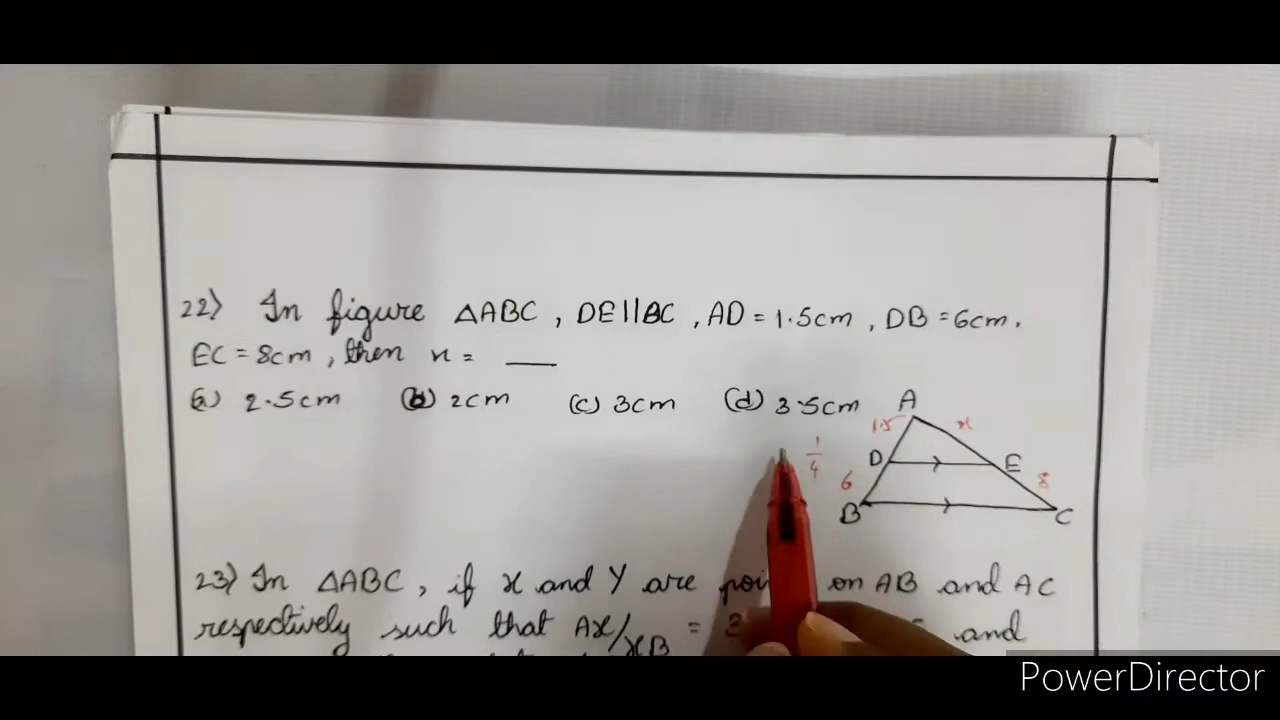 22) In figure △ABC , DE||BC , AD = 1.5cm , DB = 6cm .
EC = 8cm , then x = ___
(a) 2.5cm (b) 2cm (c) 3cm (d) 3.5cm
A
1.5 x
1/4
D E
6 8
B C
23) In △ABC , if X and Y are on AB and AC
respectively such that AX/XB = and
PowerDirector